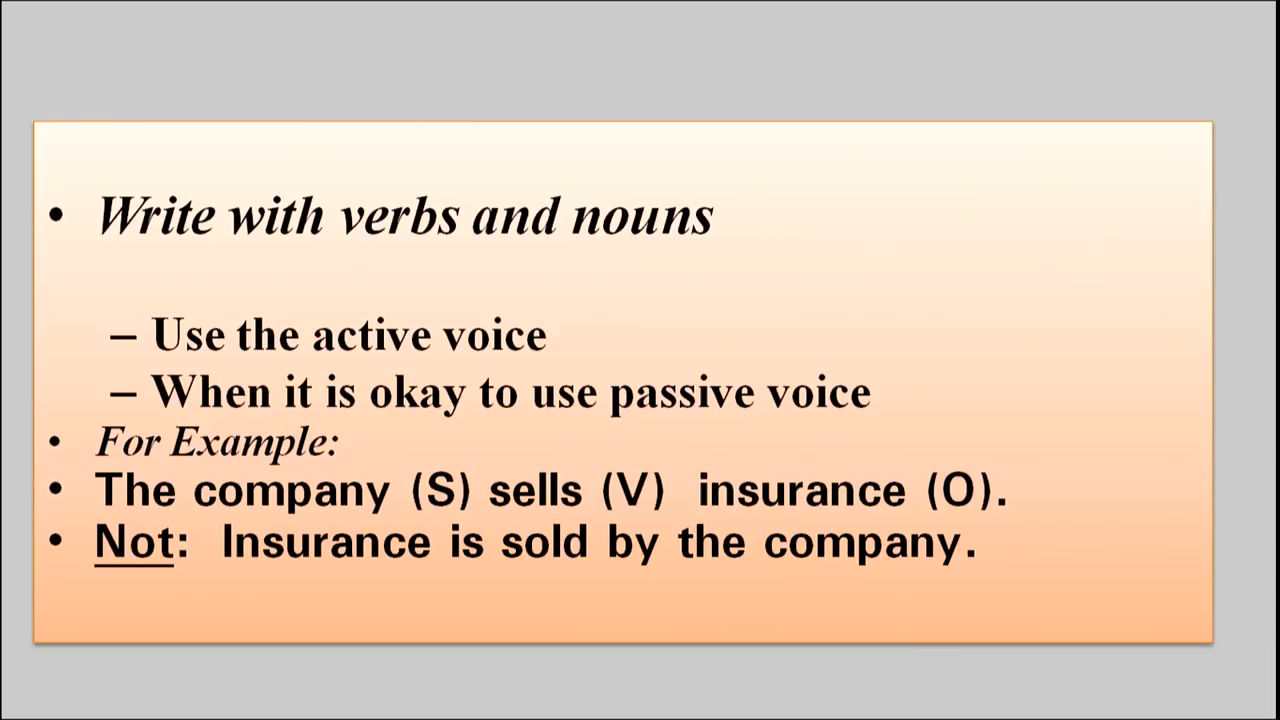 • Write with verbs and nouns
– Use the active voice
– When it is okay to use passive voice
• For Example:
• The company (S) sells (V) insurance (O).
• Not: Insurance is sold by the company.